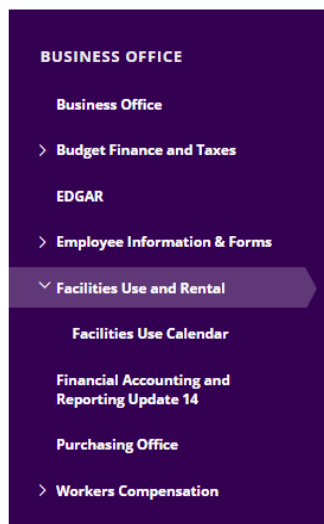 BUSINESS OFFICE
Business Office
Budget Finance and Taxes
EDGAR
Employee Information & Forms
Facilities Use and Rental
Facilities Use Calendar
Financial Accounting and
Reporting Update 14
Purchasing Office
Workers Compensation